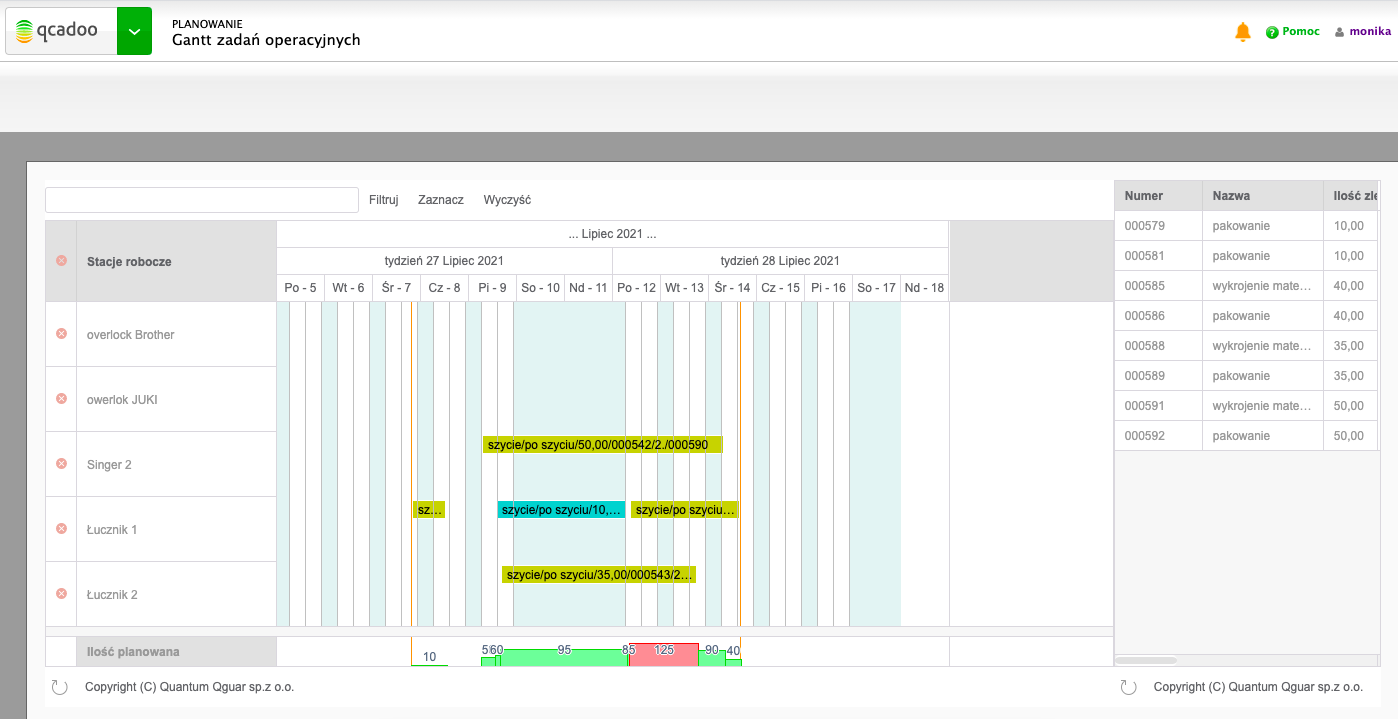 qcadoo
PLANOWANIE
Gantt zadań operacyjnych
Pomoc
monika
Filtruj Zaznacz Wyczyść
Stacje robocze
... Lipiec 2021 ...
tydzień 27 Lipiec 2021 tydzień 28 Lipiec 2021
Po - 5 Wt - 6 Śr - 7 Cz - 8 Pi - 9 So - 10 Nd - 11 Po - 12 Wt - 13 Śr - 14 Cz - 15 Pi - 16 So - 17 Nd - 18
overlock Brother
owerlok JUKI
Singer 2
szycie/po szyciu/50,00/000542/2./000590
Łucznik 1
sz... szycie/po szyciu/10,... szycie/po szyciu...
Łucznik 2
szycie/po szyciu/35,00/000543/2...
Ilość planowana
10 50 60 95 85 125 90 40
Copyright (C) Quantum Qguar sp.z o.o.
Numer Nazwa Ilość zle
000579 pakowanie 10,00
000581 pakowanie 10,00
000585 wykrojenie mate... 40,00
000586 pakowanie 40,00
000588 wykrojenie mate... 35,00
000589 pakowanie 35,00
000591 wykrojenie mate... 50,00
000592 pakowanie 50,00
Copyright (C) Quantum Qguar sp.z o.o.